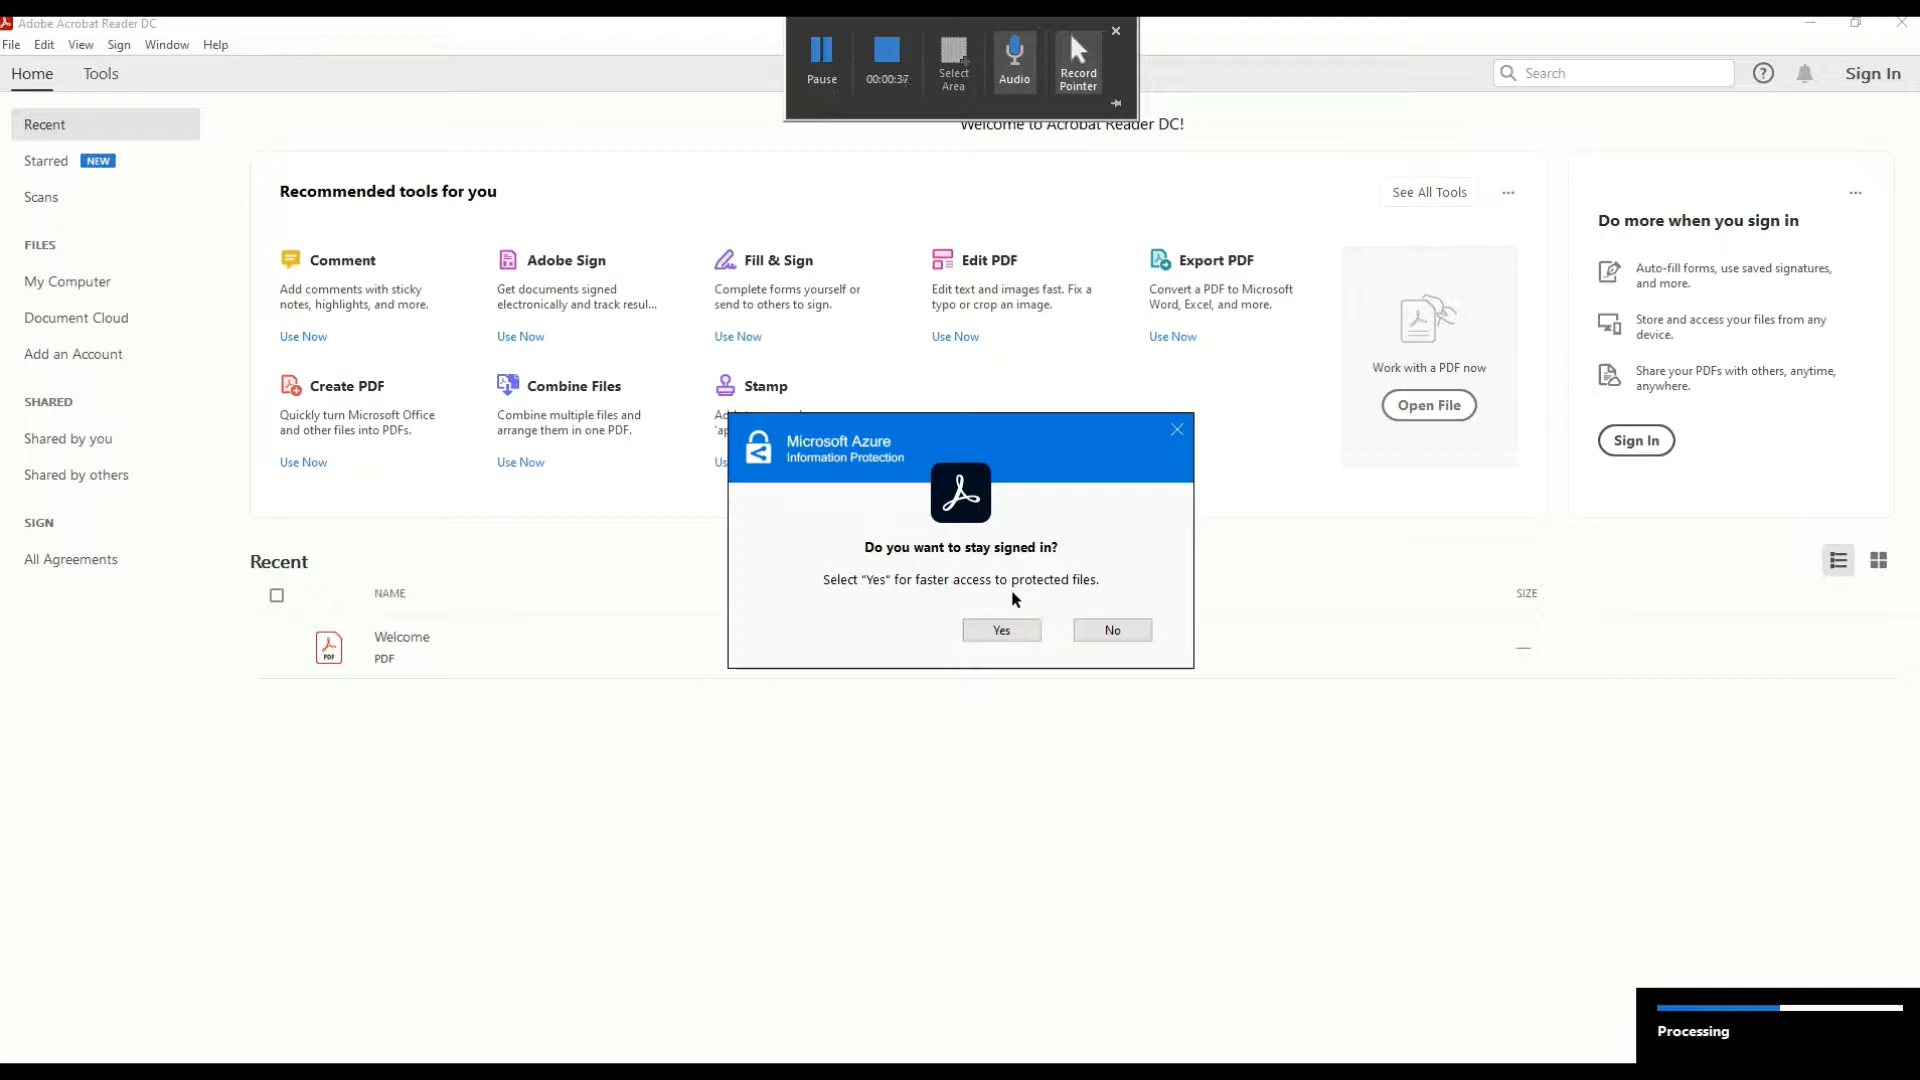 Adobe Acrobat Reader DC
File Edit View Sign Window Help
Pause
00:00:37
Select
Area
Audio
Record
Pointer
Home Tools
Search
Sign In
Welcome to Acrobat Reader DC!
Recent
Starred NEW
Scans
FILES
My Computer
Document Cloud
Add an Account
SHARED
Shared by you
Shared by others
SIGN
All Agreements
Recommended tools for you
See All Tools
Comment
Add comments with sticky
notes, highlights, and more.
Use Now
Adobe Sign
Get documents signed
electronically and track resul...
Use Now
Fill & Sign
Complete forms yourself or
send to others to sign.
Use Now
Edit PDF
Edit text and images fast. Fix a
typo or crop an image.
Use Now
Export PDF
Convert a PDF to Microsoft
Word, Excel, and more.
Use Now
Create PDF
Quickly turn Microsoft Office
and other files into PDFs.
Use Now
Combine Files
Combine multiple files and
arrange them in one PDF.
Use Now
Stamp
Work with a PDF now
Open File
Do more when you sign in
Auto-fill forms, use saved signatures,
and more.
Store and access your files from any
device.
Share your PDFs with others, anytime,
anywhere.
Sign In
Microsoft Azure
Information Protection
Do you want to stay signed in?
Select "Yes" for faster access to protected files.
Yes No
Recent
NAME SIZE
Welcome
PDF
PDF
Processing